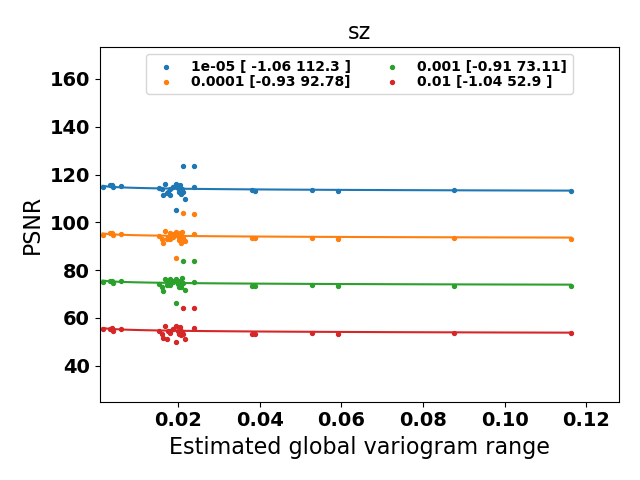 sz
1e-05 [ -1.06 112.3 ]
0.0001 [-0.93 92.78]
0.001 [-0.91 73.11]
0.01 [-1.04 52.9 ]
PSNR
160
140
120
100
80
60
40
0.02 0.04 0.06 0.08 0.10 0.12
Estimated global variogram range